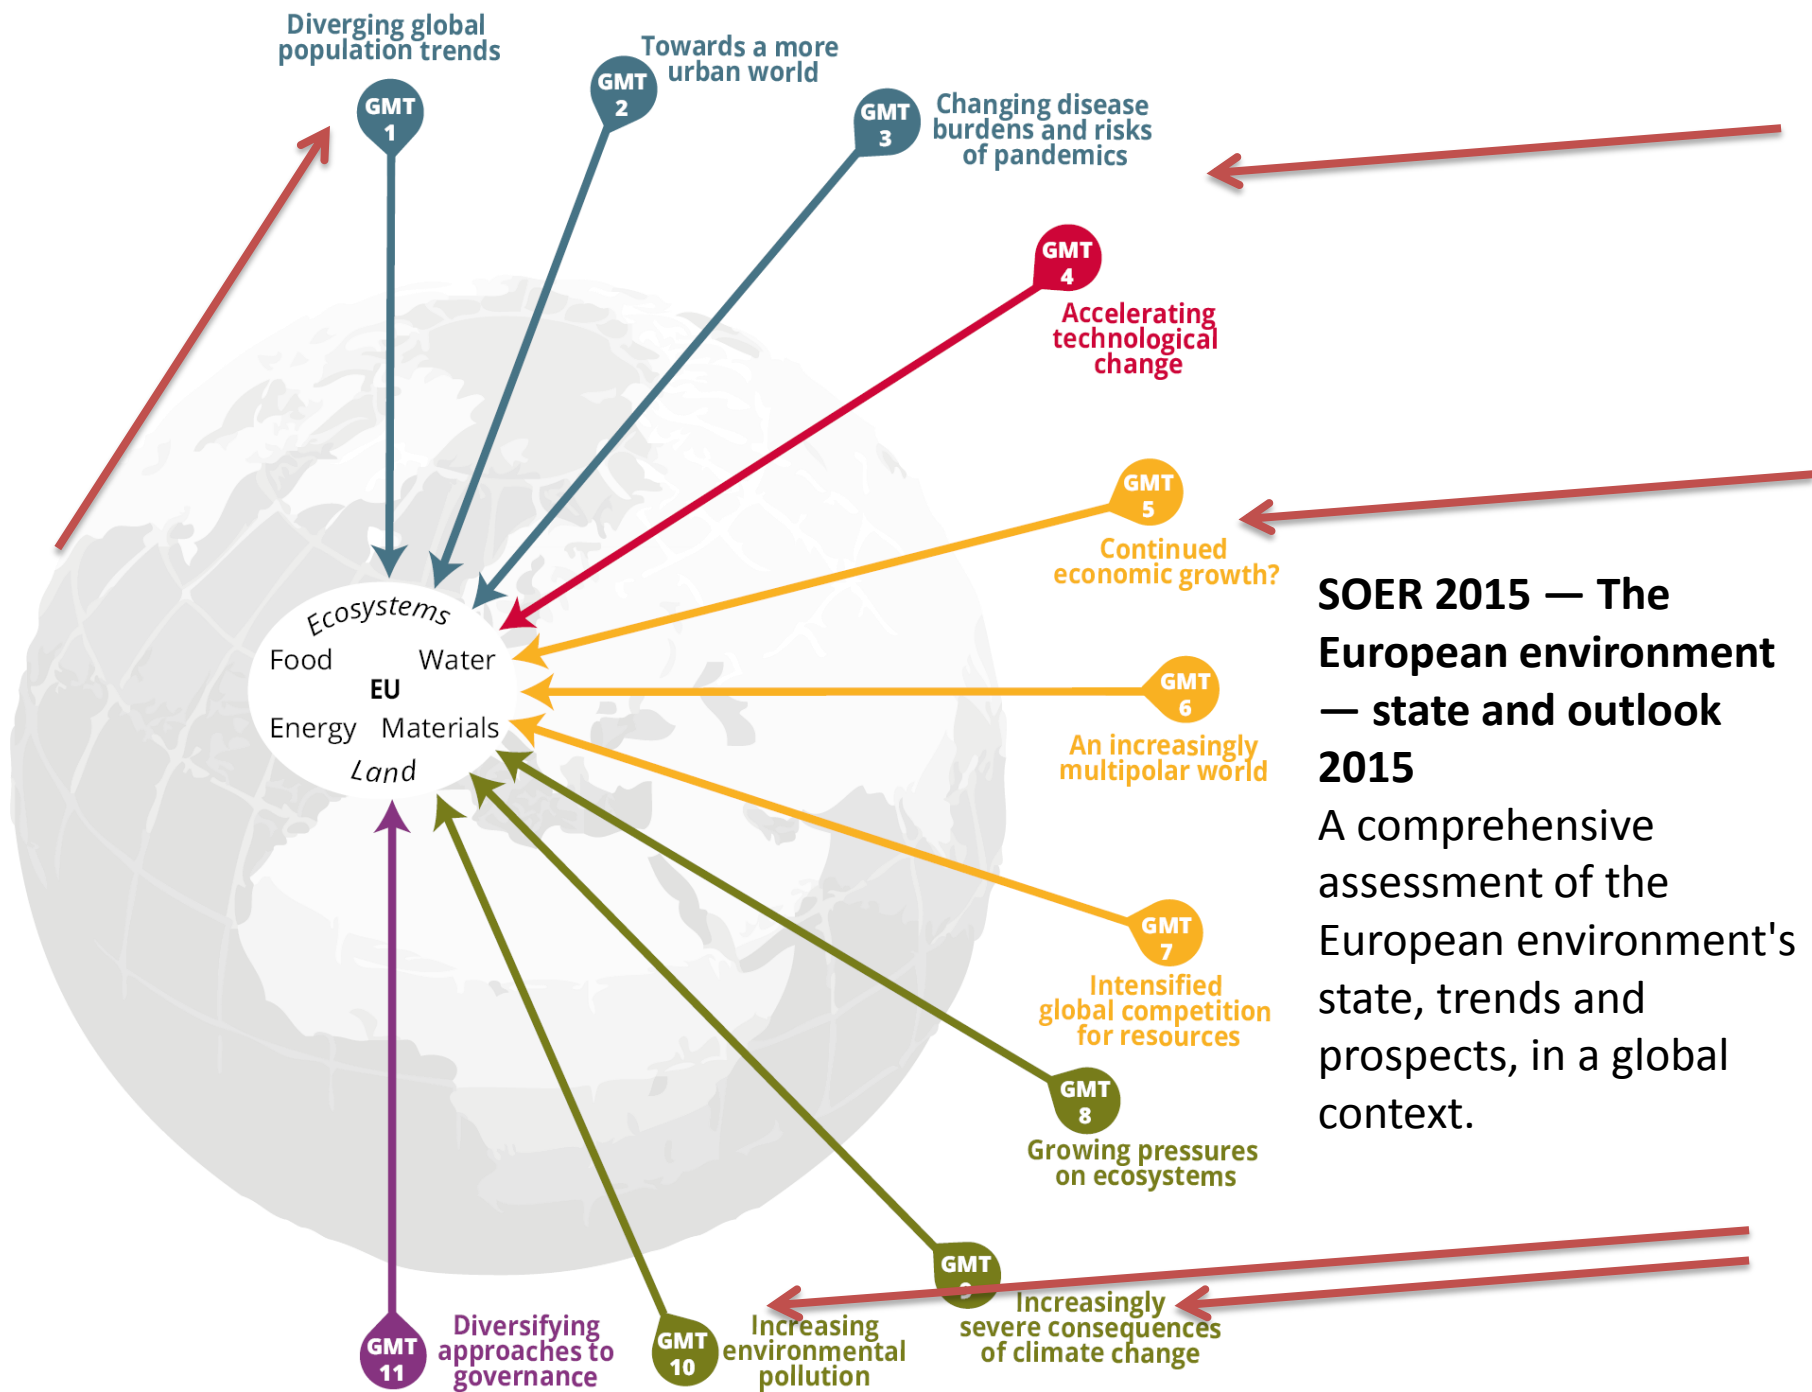 Diverging global
population trends
GMT
1
Towards a more
urban world
GMT
2
Changing disease
burdens and risks
of pandemics
GMT
3
GMT
4
Accelerating
technological
change
GMT
5
Continued
economic growth?
Ecosystems
Food Water
EU
Energy Materials
Land
GMT
6
An increasingly
multipolar world
GMT
7
Intensified
global competition
for resources
GMT
8
Growing pressures
on ecosystems
GMT
9
Increasingly
severe consequences
of climate change
GMT
10
Increasing
environmental
pollution
GMT
11
Diversifying
approaches to
governance
SOER 2015 — The
European environment
— state and outlook
2015
A comprehensive
assessment of the
European environment's
state, trends and
prospects, in a global
context.